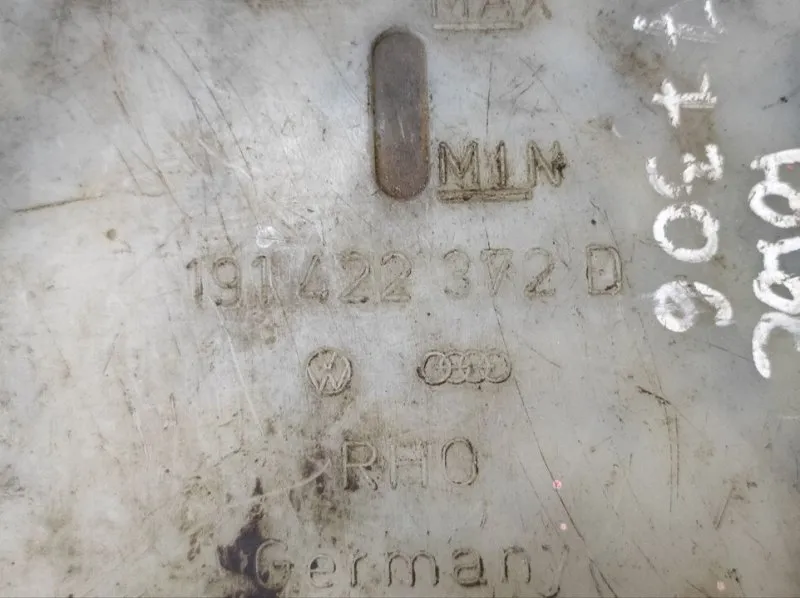 MAX
MIN
191 422 372 D
RHO
Germany